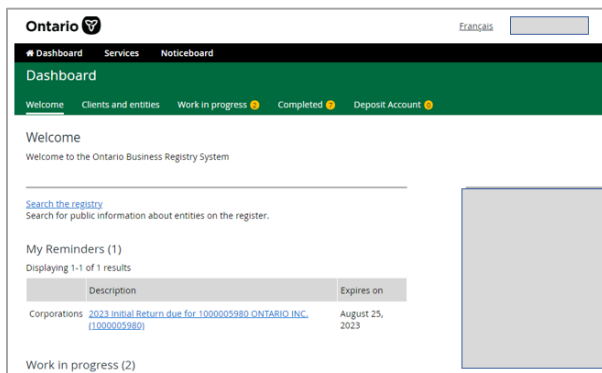 Ontario
Français
Dashboard Services Noticeboard
Dashboard
Welcome Clients and entities Work in progress 2 Completed 7 Deposit Account 0
Welcome
Welcome to the Ontario Business Registry System
Search the registry
Search for public information about entities on the register.
My Reminders (1)
Displaying 1-1 of 1 results
Description Expires on
Corporations 2023 Initial Return due for 1000005980 ONTARIO INC. August 25,
(1000005980) 2023
Work in progress (2)